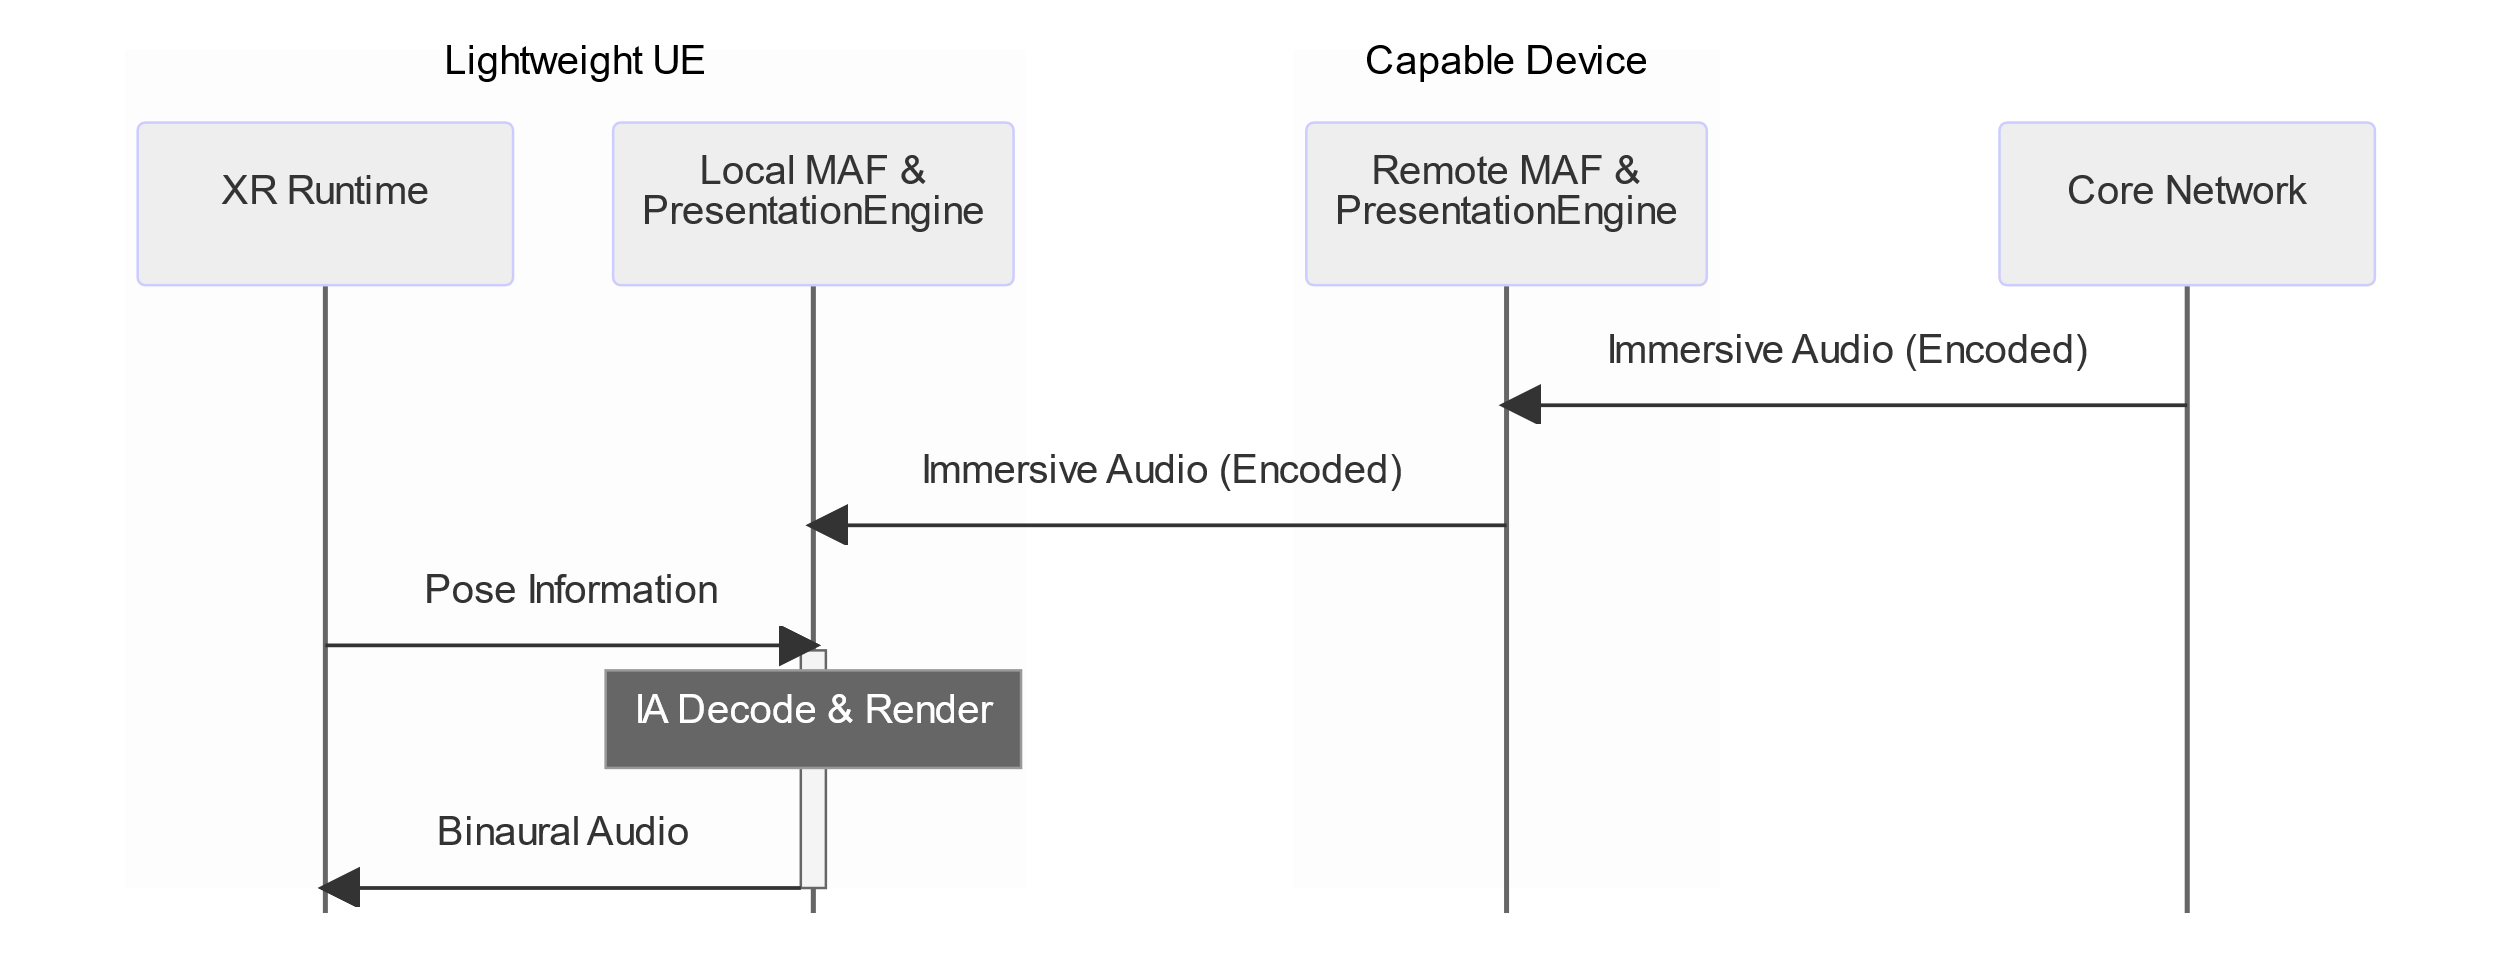 Lightweight UE
Capable Device
XR Runtime
Local MAF &
PresentationEngine
Remote MAF &
PresentationEngine
Core Network
Immersive Audio (Encoded)
Immersive Audio (Encoded)
Pose Information
IA Decode & Render
Binaural Audio